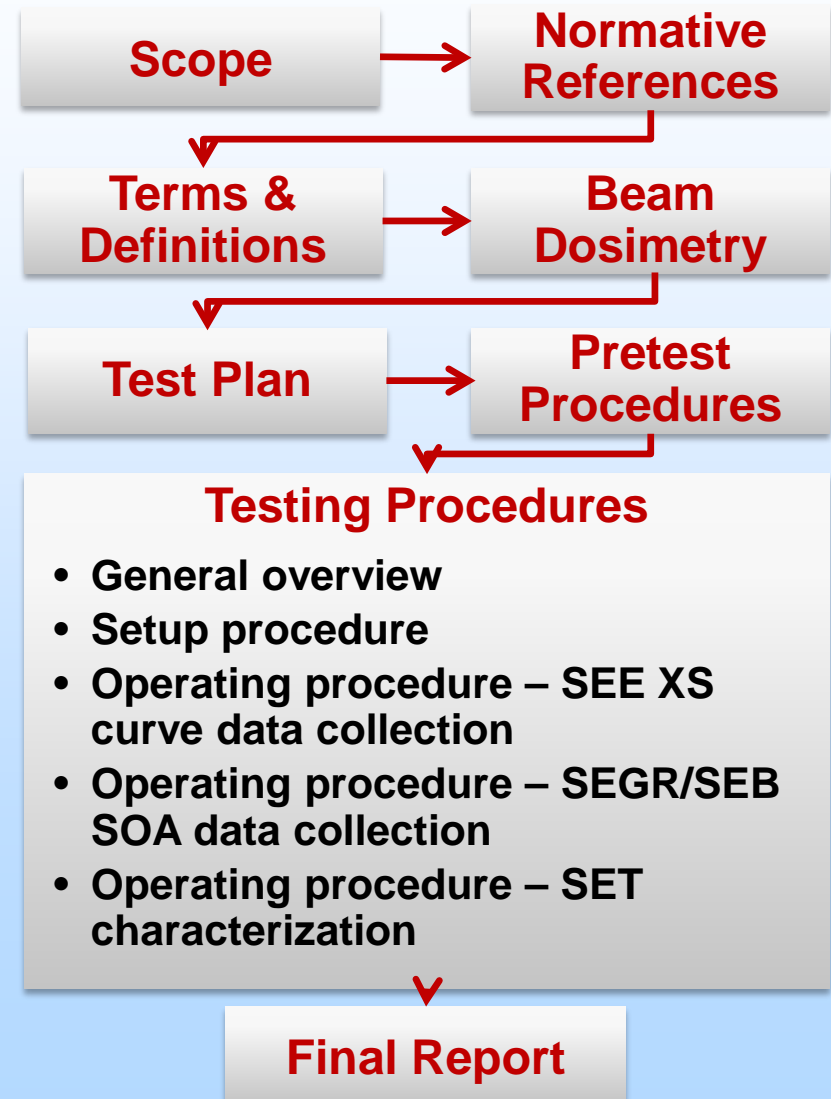 Scope
Normative
References
Terms &
Definitions
Beam
Dosimetry
Test Plan
Pretest
Procedures
Testing Procedures
• General overview
• Setup procedure
• Operating procedure – SEE XS
curve data collection
• Operating procedure – SEGR/SEB
SOA data collection
• Operating procedure – SET
characterization
Final Report